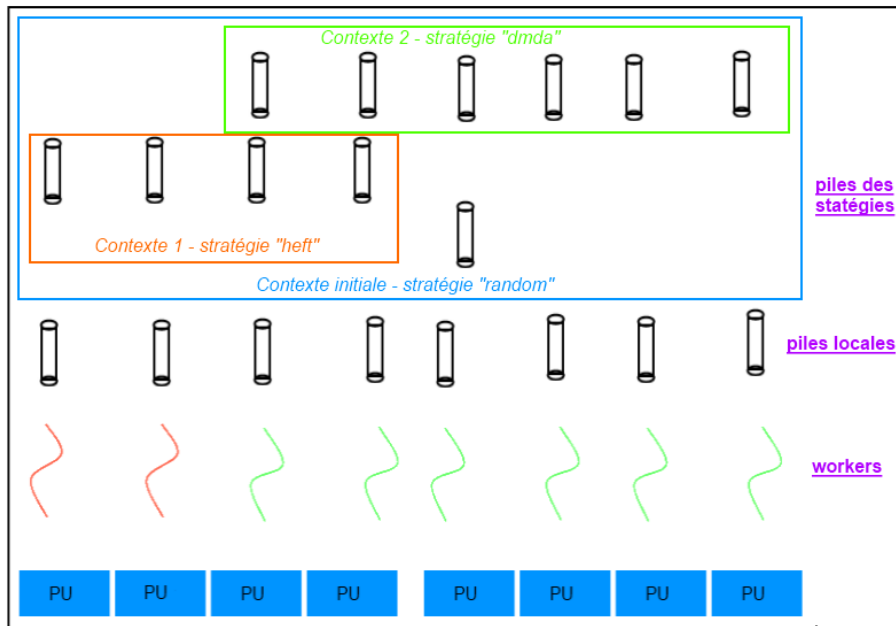 Contexte 2 - stratégie "dmda"
piles des
statégies
Contexte 1 - stratégie "heft"
Contexte initiale - stratégie "random"
piles locales
workers
PU PU PU PU PU PU PU PU